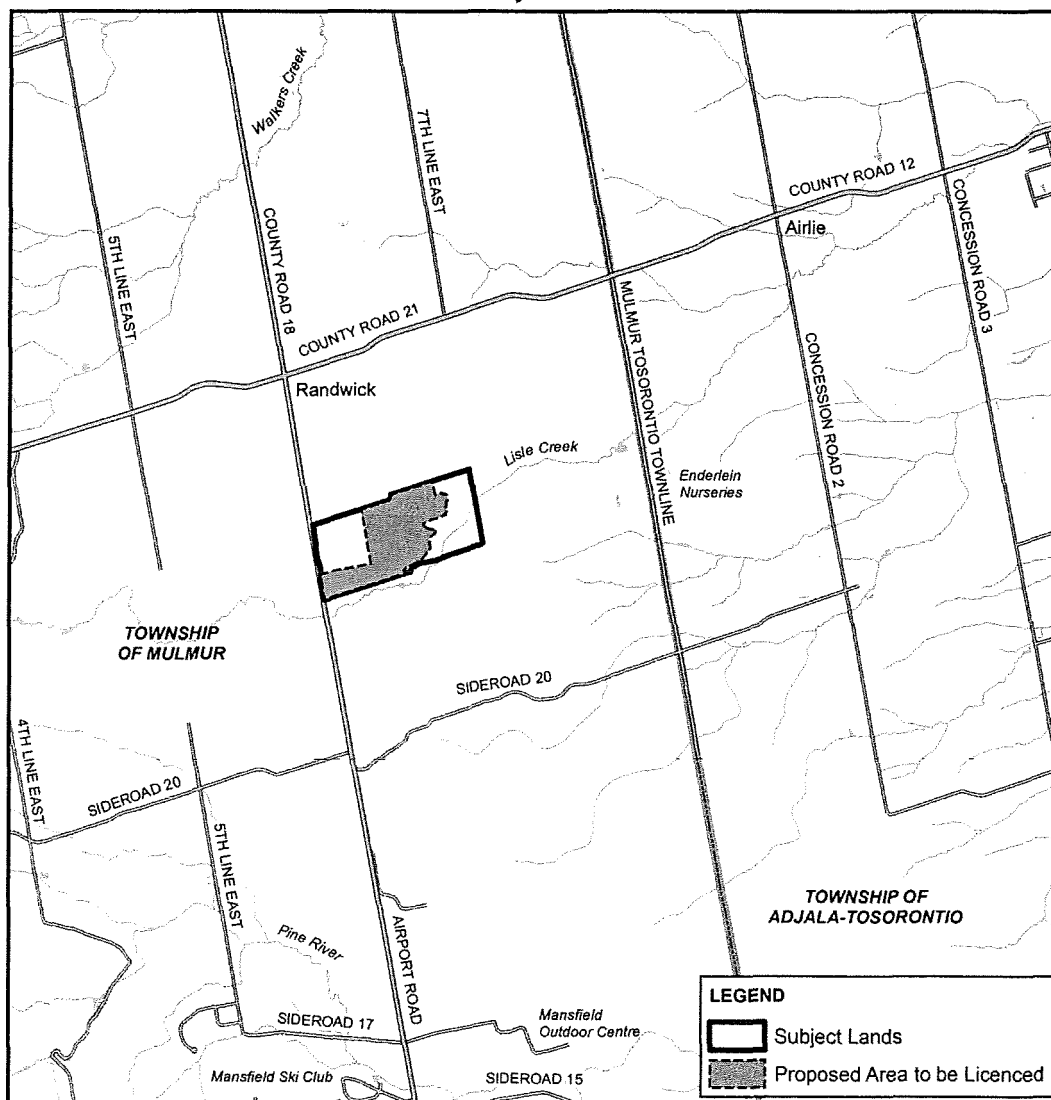 Walkers Creek
7TH LINE EAST
COUNTY ROAD 12
Airlie
5TH LINE EAST
COUNTY ROAD 18
CONCESSION ROAD 3
COUNTY ROAD 21
MULMUR TOSORONTIO TOWNLINE
Randwick
CONCESSION ROAD 2
Lisle Creek
Enderlein
Nurseries
TOWNSHIP
OF MULMUR
SIDEROAD 20
4TH LINE EAST
SIDEROAD 20
5TH LINE EAST
TOWNSHIP OF
ADJALA-TOSORONTIO
Pine River
AIRPORT ROAD
SIDEROAD 17
Mansfield
Outdoor Centre
Mansfield Ski Club
SIDEROAD 15
LEGEND
Subject Lands
Proposed Area to be Licenced